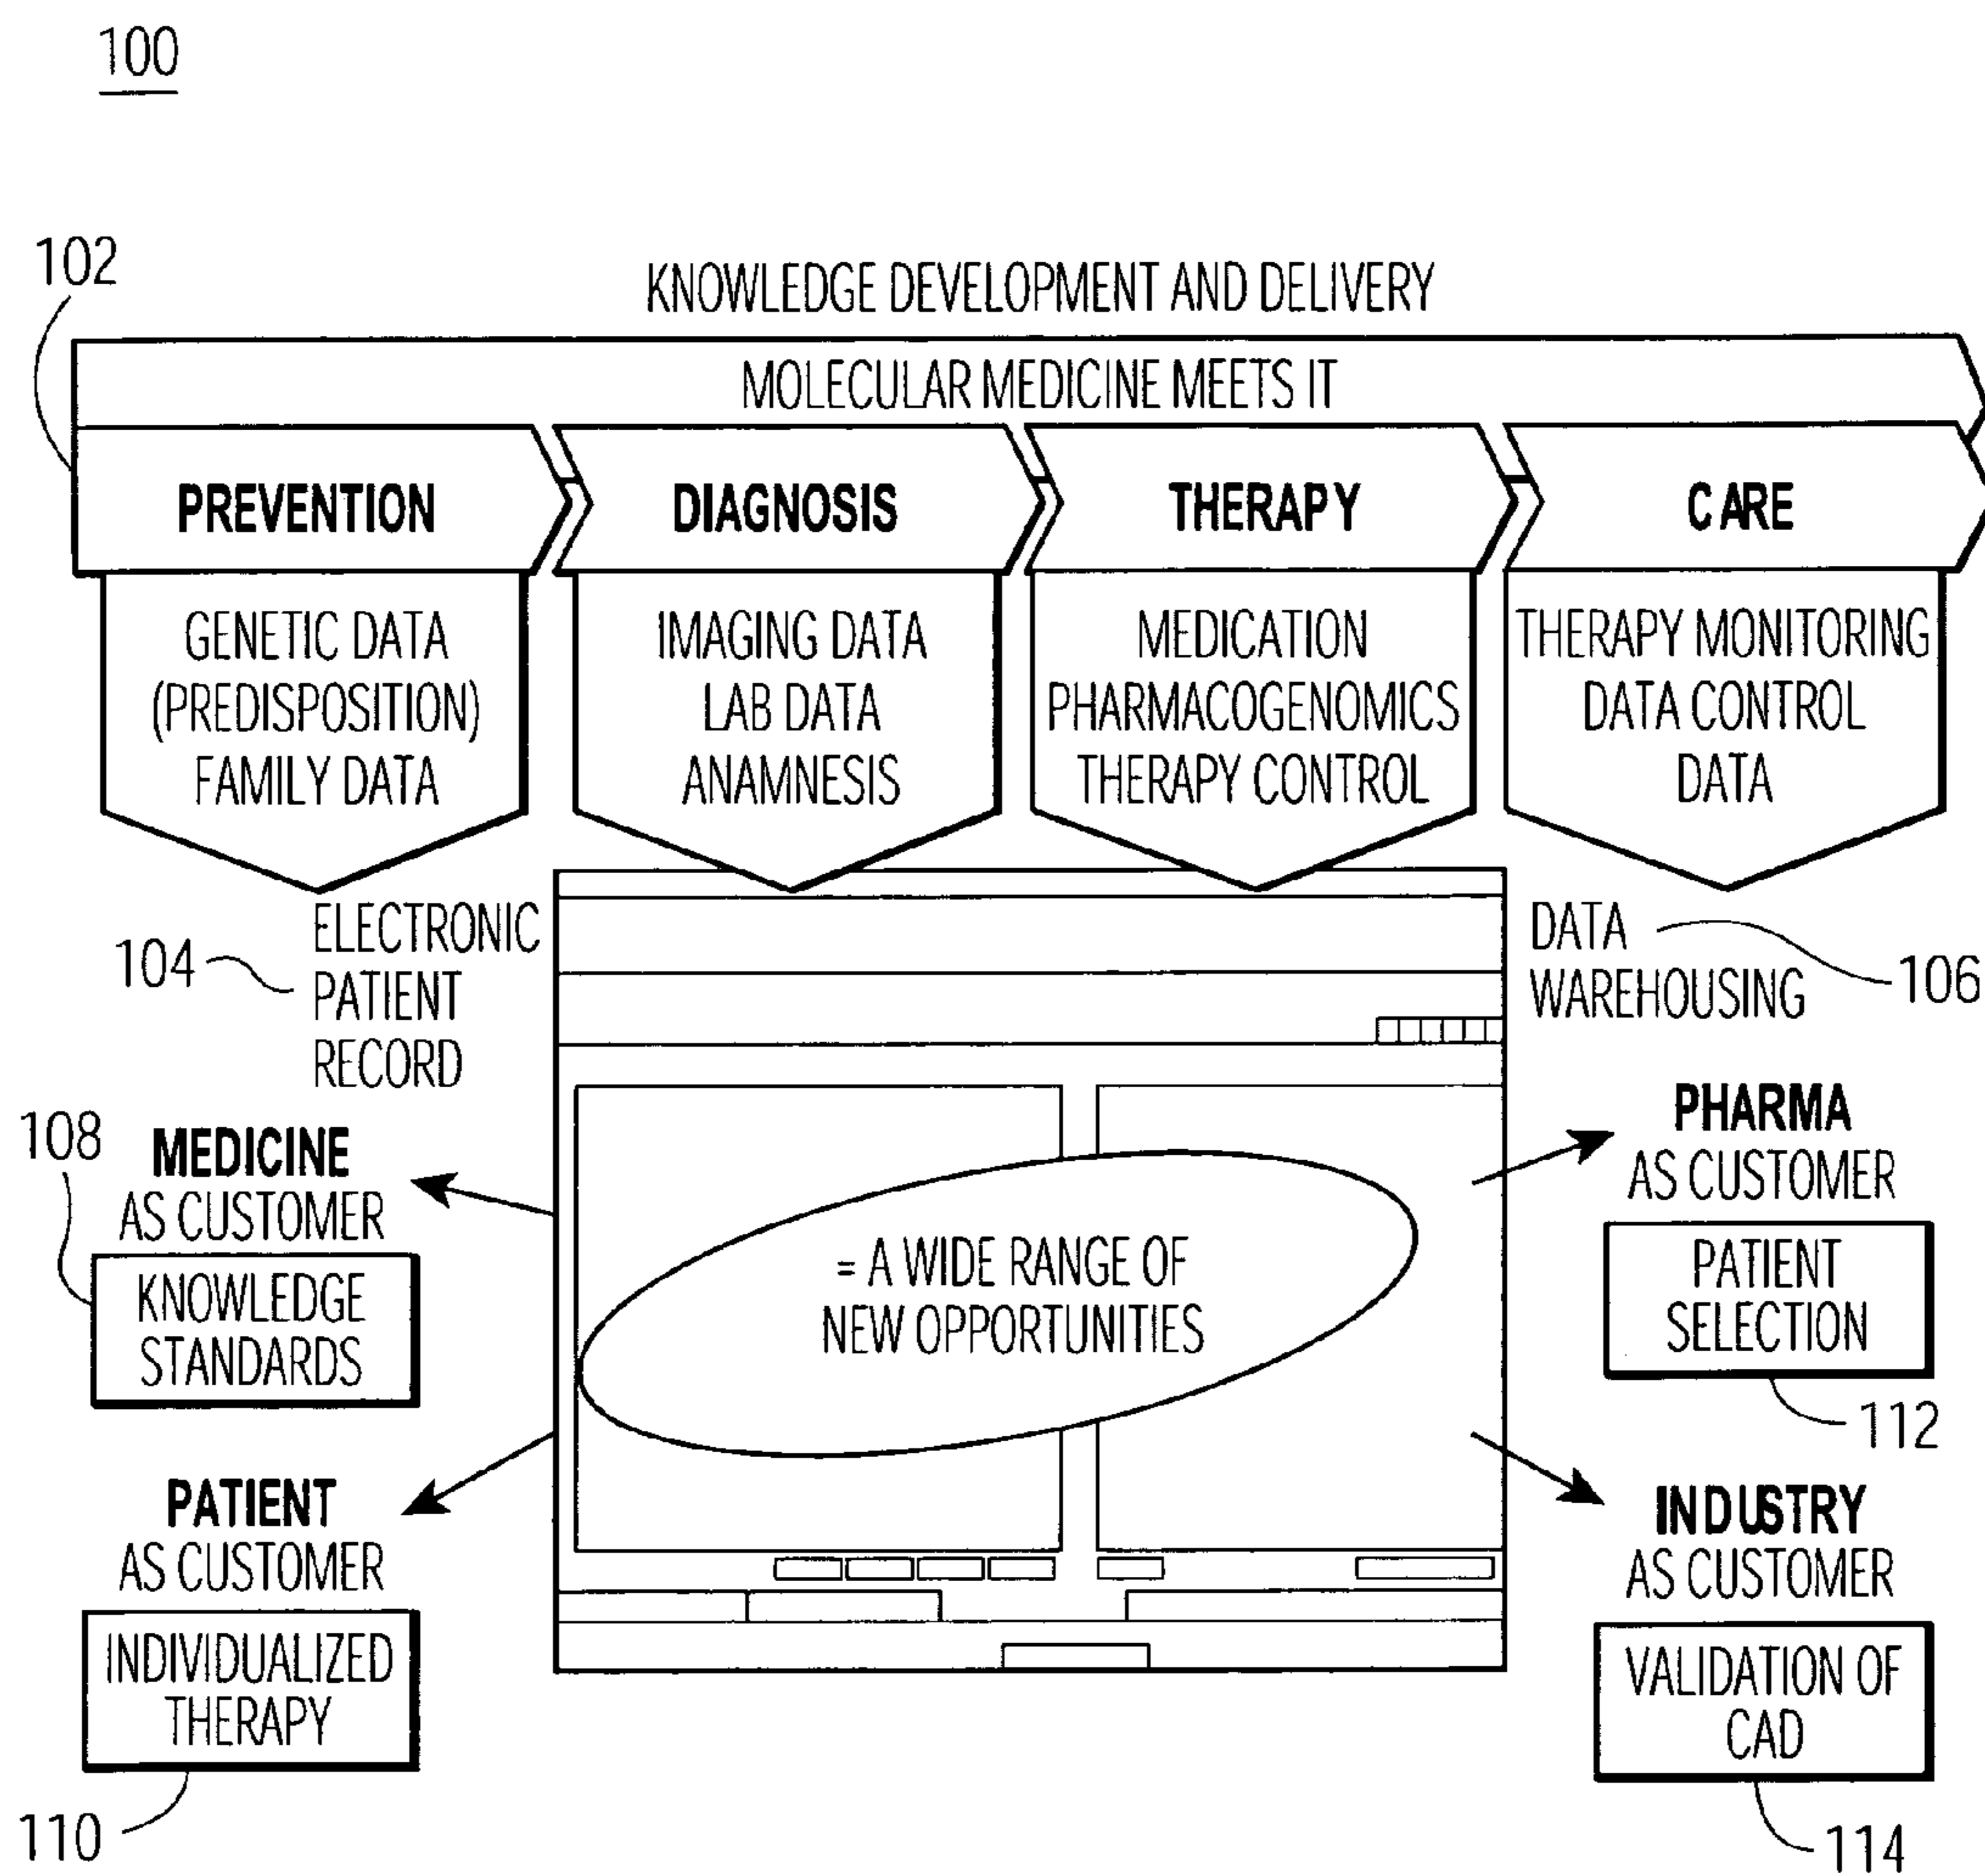 100
102
KNOWLEDGE DEVELOPMENT AND DELIVERY
MOLECULAR MEDICINE MEETS IT
PREVENTION
DIAGNOSIS
THERAPY
CARE
GENETIC DATA
(PREDISPOSITION)
FAMILY DATA
IMAGING DATA
LAB DATA
ANAMNESIS
MEDICATION
PHARMACOGENOMICS
THERAPY CONTROL
THERAPY MONITORING
DATA CONTROL
DATA
104
ELECTRONIC
PATIENT
RECORD
DATA
WAREHOUSING
106
108
MEDICINE
AS CUSTOMER
KNOWLEDGE
STANDARDS
PHARMA
AS CUSTOMER
PATIENT
SELECTION
112
= A WIDE RANGE OF
NEW OPPORTUNITIES
PATIENT
AS CUSTOMER
INDIVIDUALIZED
THERAPY
110
INDUSTRY
AS CUSTOMER
VALIDATION OF
CAD
114